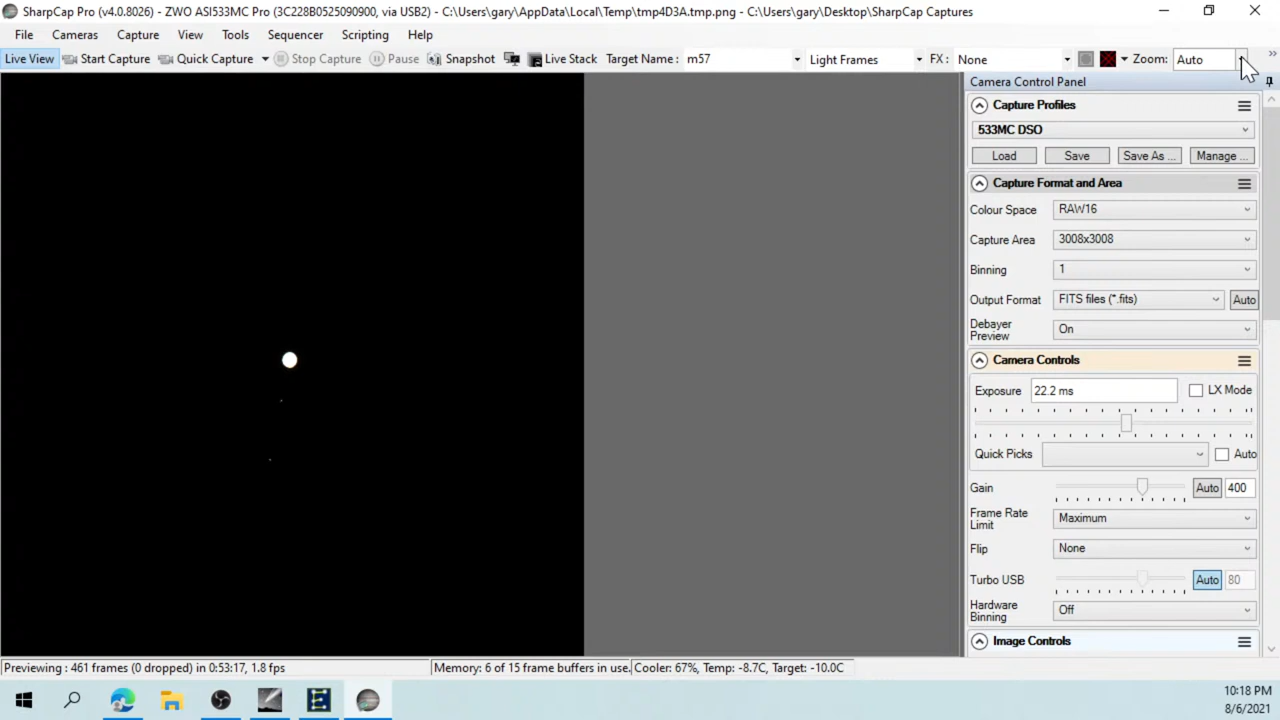 SharpCap Pro (v4.0.8026) - ZWO ASI533MC Pro (3C228B0525090900, via USB2) - C:\Users\gary\AppData\Local\Temp\tmp4D3A.tmp.png - C:\Users\gary\Desktop\SharpCap Captures
File Cameras Capture View Tools Sequencer Scripting Help
Live View Start Capture Quick Capture Stop Capture Pause Snapshot Live Stack Target Name : m57 Light Frames FX : None Zoom: Auto
Camera Control Panel
Capture Profiles
533MC DSO
Load Save Save As ... Manage ...
Capture Format and Area
Colour Space RAW16
Capture Area 3008x3008
Binning 1
Output Format FITS files (*.fits) Auto
Debayer
Preview On
Camera Controls
Exposure 22.2 ms LX Mode
Quick Picks Auto
Gain Auto 400
Frame Rate
Limit Maximum
Flip None
Turbo USB Auto 80
Hardware
Binning Off
Image Controls
Previewing : 461 frames (0 dropped) in 0:53:17, 1.8 fps Memory: 6 of 15 frame buffers in use. Cooler: 67%, Temp: -8.7C, Target: -10.0C
10:18 PM
8/6/2021